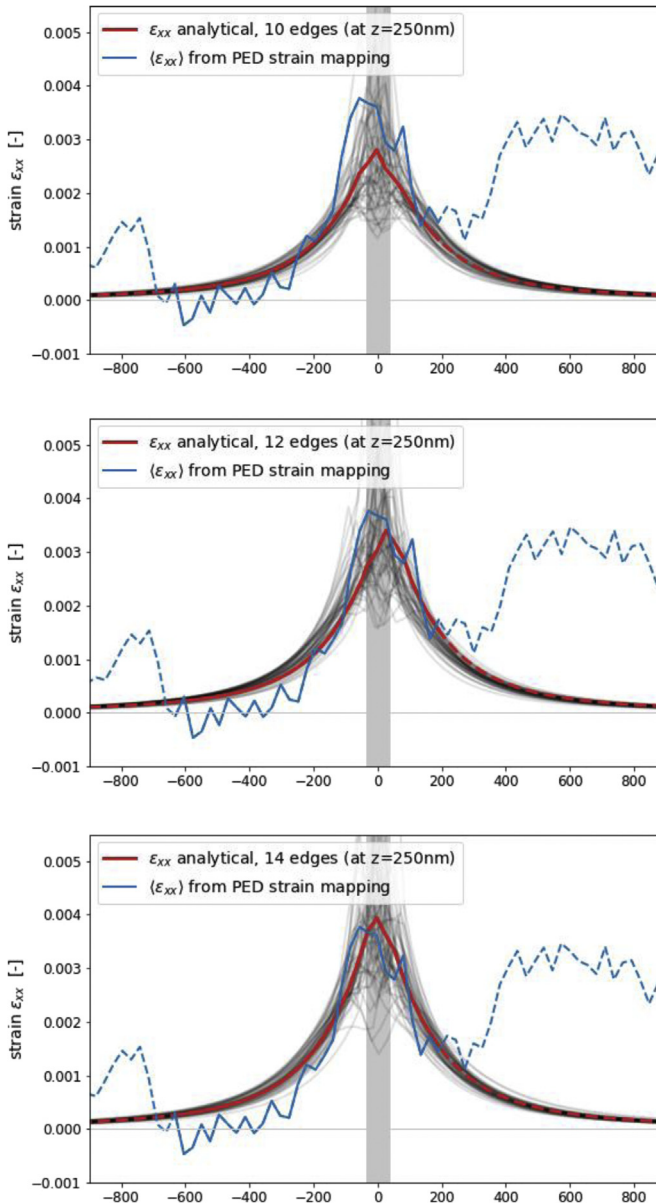 0.005
0.004
0.003
0.002
0.001
0.000
−0.001
strain εxx [-]
εxx analytical, 10 edges (at z=250nm)
⟨εxx⟩ from PED strain mapping
−800 −600 −400 −200 0 200 400 600 800
0.005
0.004
0.003
0.002
0.001
0.000
−0.001
strain εxx [-]
εxx analytical, 12 edges (at z=250nm)
⟨εxx⟩ from PED strain mapping
−800 −600 −400 −200 0 200 400 600 800
0.005
0.004
0.003
0.002
0.001
0.000
−0.001
strain εxx [-]
εxx analytical, 14 edges (at z=250nm)
⟨εxx⟩ from PED strain mapping
−800 −600 −400 −200 0 200 400 600 800